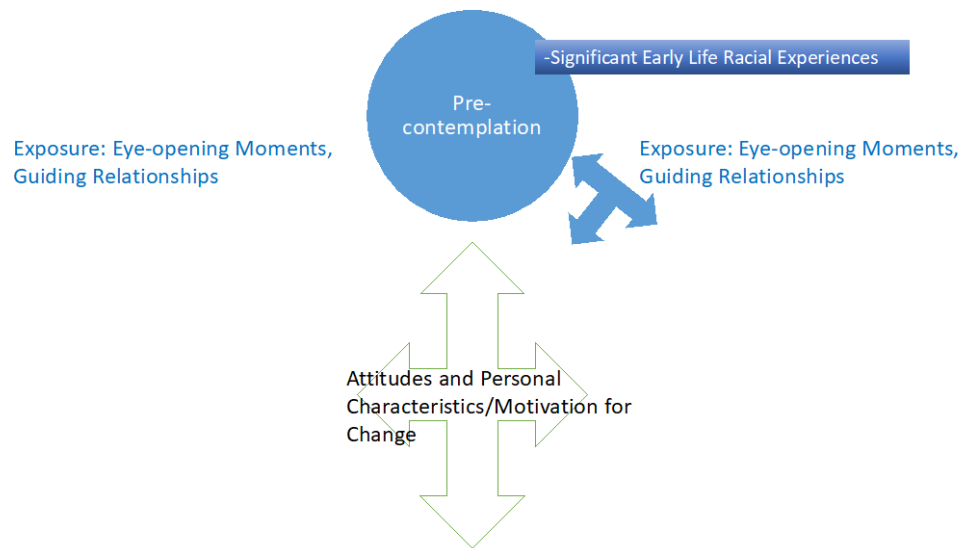 -Significant Early Life Racial Experiences
Pre-
contemplation
Exposure: Eye-opening Moments,
Guiding Relationships
Exposure: Eye-opening Moments,
Guiding Relationships
Attitudes and Personal
Characteristics/Motivation for
Change